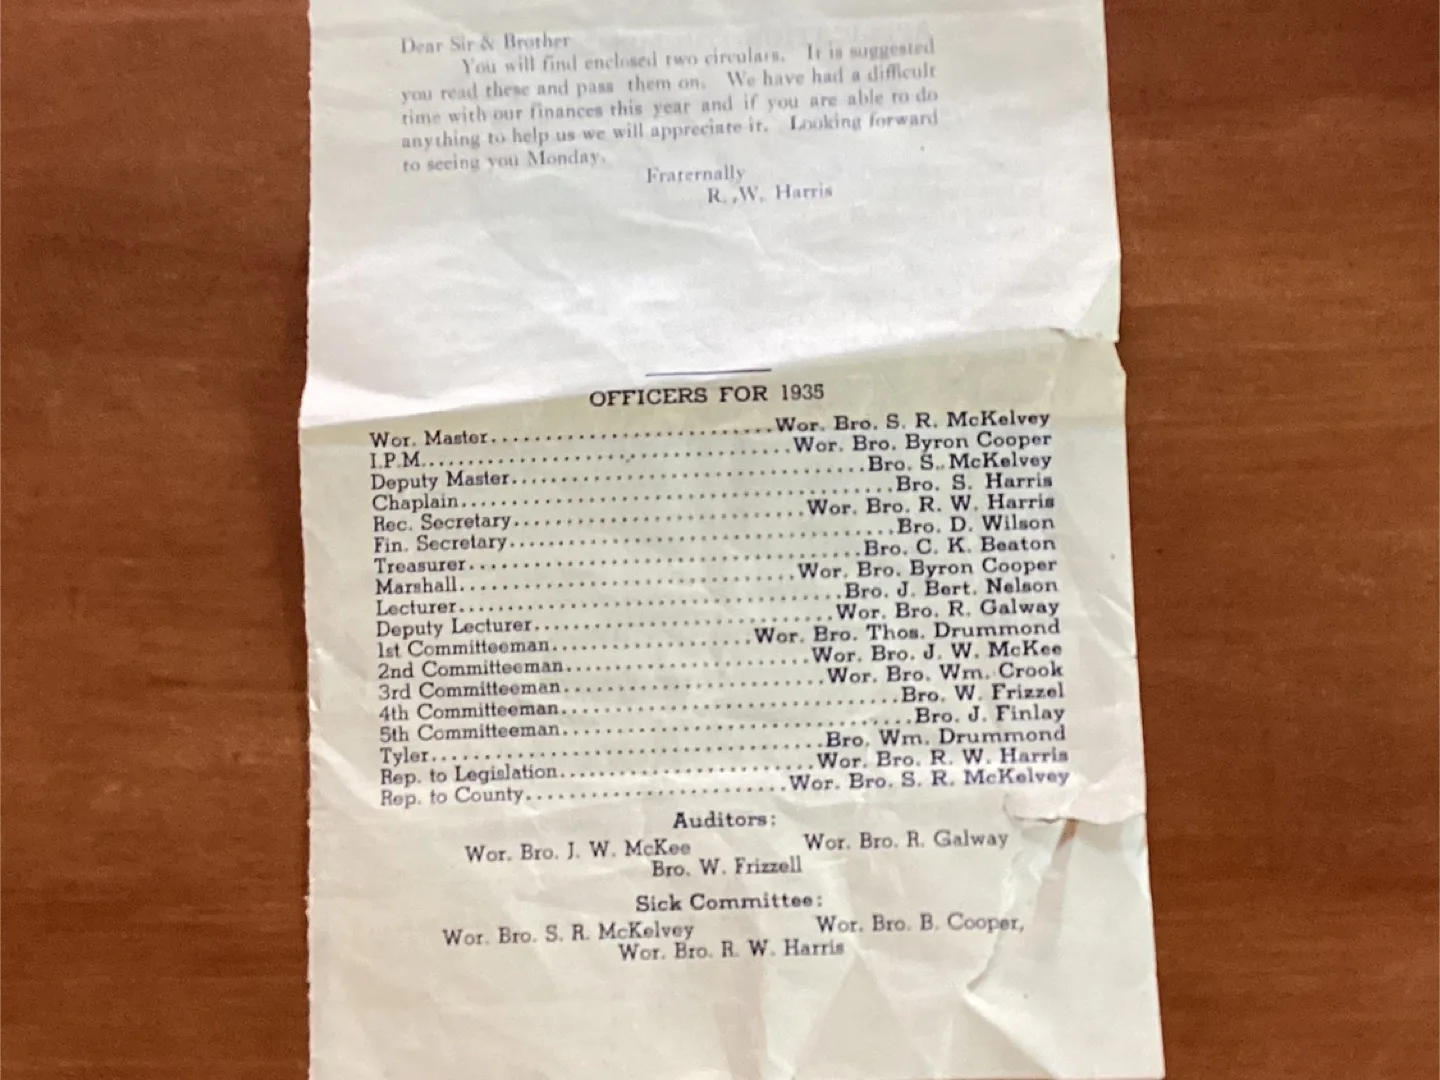 Dear Sir & Brother
You will find enclosed two circulars. It is suggested
you read these and pass them on. We have had a difficult
time with our finances this year and if you are able to do
anything to help us we will appreciate it. Looking forward
to seeing you Monday.
Fraternally
R. W. Harris
OFFICERS FOR 1935
Wor. Master..........Wor. Bro. S. R. McKelvey
I.P.M..........Wor. Bro. Byron Cooper
Deputy Master..........Bro. S. McKelvey
Chaplain..........Bro. S. Harris
Rec. Secretary..........Wor. Bro. R. W. Harris
Fin. Secretary..........Bro. D. Wilson
Treasurer..........Bro. C. K. Beaton
Marshall..........Wor. Bro. Byron Cooper
Lecturer..........Bro. J. Bert. Nelson
Deputy Lecturer..........Wor. Bro. R. Galway
1st Committeeman..........Wor. Bro. Thos. Drummond
2nd Committeeman..........Wor. Bro. J. W. McKee
3rd Committeeman..........Wor. Bro. Wm. Crook
4th Committeeman..........Bro. W. Frizzel
5th Committeeman..........Bro. J. Finlay
Tyler..........Bro. Wm. Drummond
Rep. to Legislation..........Wor. Bro. R. W. Harris
Rep. to County..........Wor. Bro. S. R. McKelvey
Auditors:
Wor. Bro. J. W. McKee Wor. Bro. R. Galway
Bro. W. Frizzell
Sick Committee:
Wor. Bro. S. R. McKelvey Wor. Bro. B. Cooper,
Wor. Bro. R. W. Harris